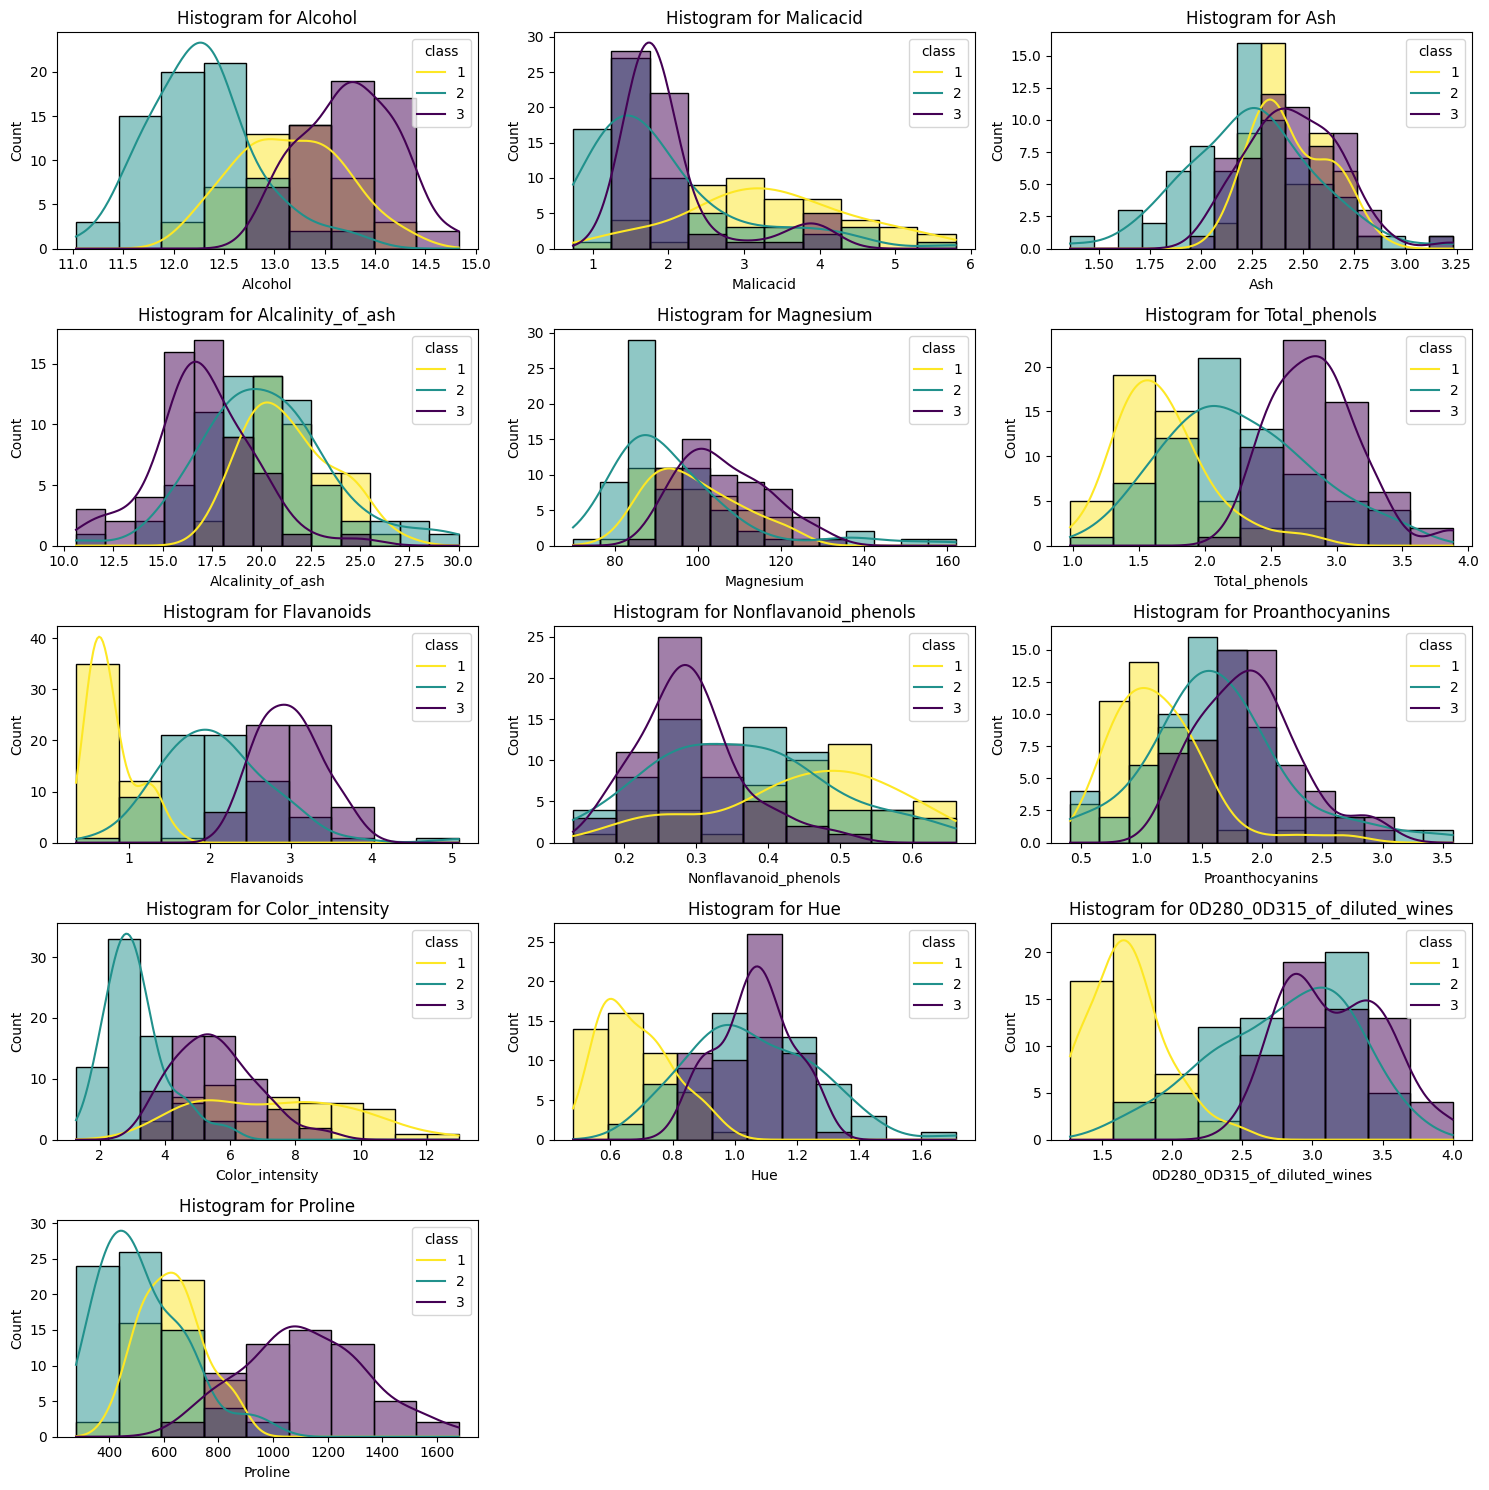 Histogram for Alcohol
Count
20
15
10
5
0
11.0 11.5 12.0 12.5 13.0 13.5 14.0 14.5 15.0
Alcohol
class
1
2
3
Histogram for Malicacid
Count
30
25
20
15
10
5
0
1 2 3 4 5 6
Malicacid
class
1
2
3
Histogram for Ash
Count
15.0
12.5
10.0
7.5
5.0
2.5
0.0
1.50 1.75 2.00 2.25 2.50 2.75 3.00 3.25
Ash
class
1
2
3
Histogram for Alcalinity_of_ash
Count
15
10
5
0
10.0 12.5 15.0 17.5 20.0 22.5 25.0 27.5 30.0
Alcalinity_of_ash
class
1
2
3
Histogram for Magnesium
Count
30
25
20
15
10
5
0
80 100 120 140 160
Magnesium
class
1
2
3
Histogram for Total_phenols
Count
20
15
10
5
0
1.0 1.5 2.0 2.5 3.0 3.5 4.0
Total_phenols
class
1
2
3
Histogram for Flavanoids
Count
40
30
20
10
0
1 2 3 4 5
Flavanoids
class
1
2
3
Histogram for Nonflavanoid_phenols
Count
25
20
15
10
5
0
0.2 0.3 0.4 0.5 0.6
Nonflavanoid_phenols
class
1
2
3
Histogram for Proanthocyanins
Count
15.0
12.5
10.0
7.5
5.0
2.5
0.0
0.5 1.0 1.5 2.0 2.5 3.0 3.5
Proanthocyanins
class
1
2
3
Histogram for Color_intensity
Count
30
20
10
0
2 4 6 8 10 12
Color_intensity
class
1
2
3
Histogram for Hue
Count
25
20
15
10
5
0
0.6 0.8 1.0 1.2 1.4 1.6
Hue
class
1
2
3
Histogram for 0D280_0D315_of_diluted_wines
Count
20
15
10
5
0
1.5 2.0 2.5 3.0 3.5 4.0
0D280_0D315_of_diluted_wines
class
1
2
3
Histogram for Proline
Count
30
25
20
15
10
5
0
400 600 800 1000 1200 1400 1600
Proline
class
1
2
3